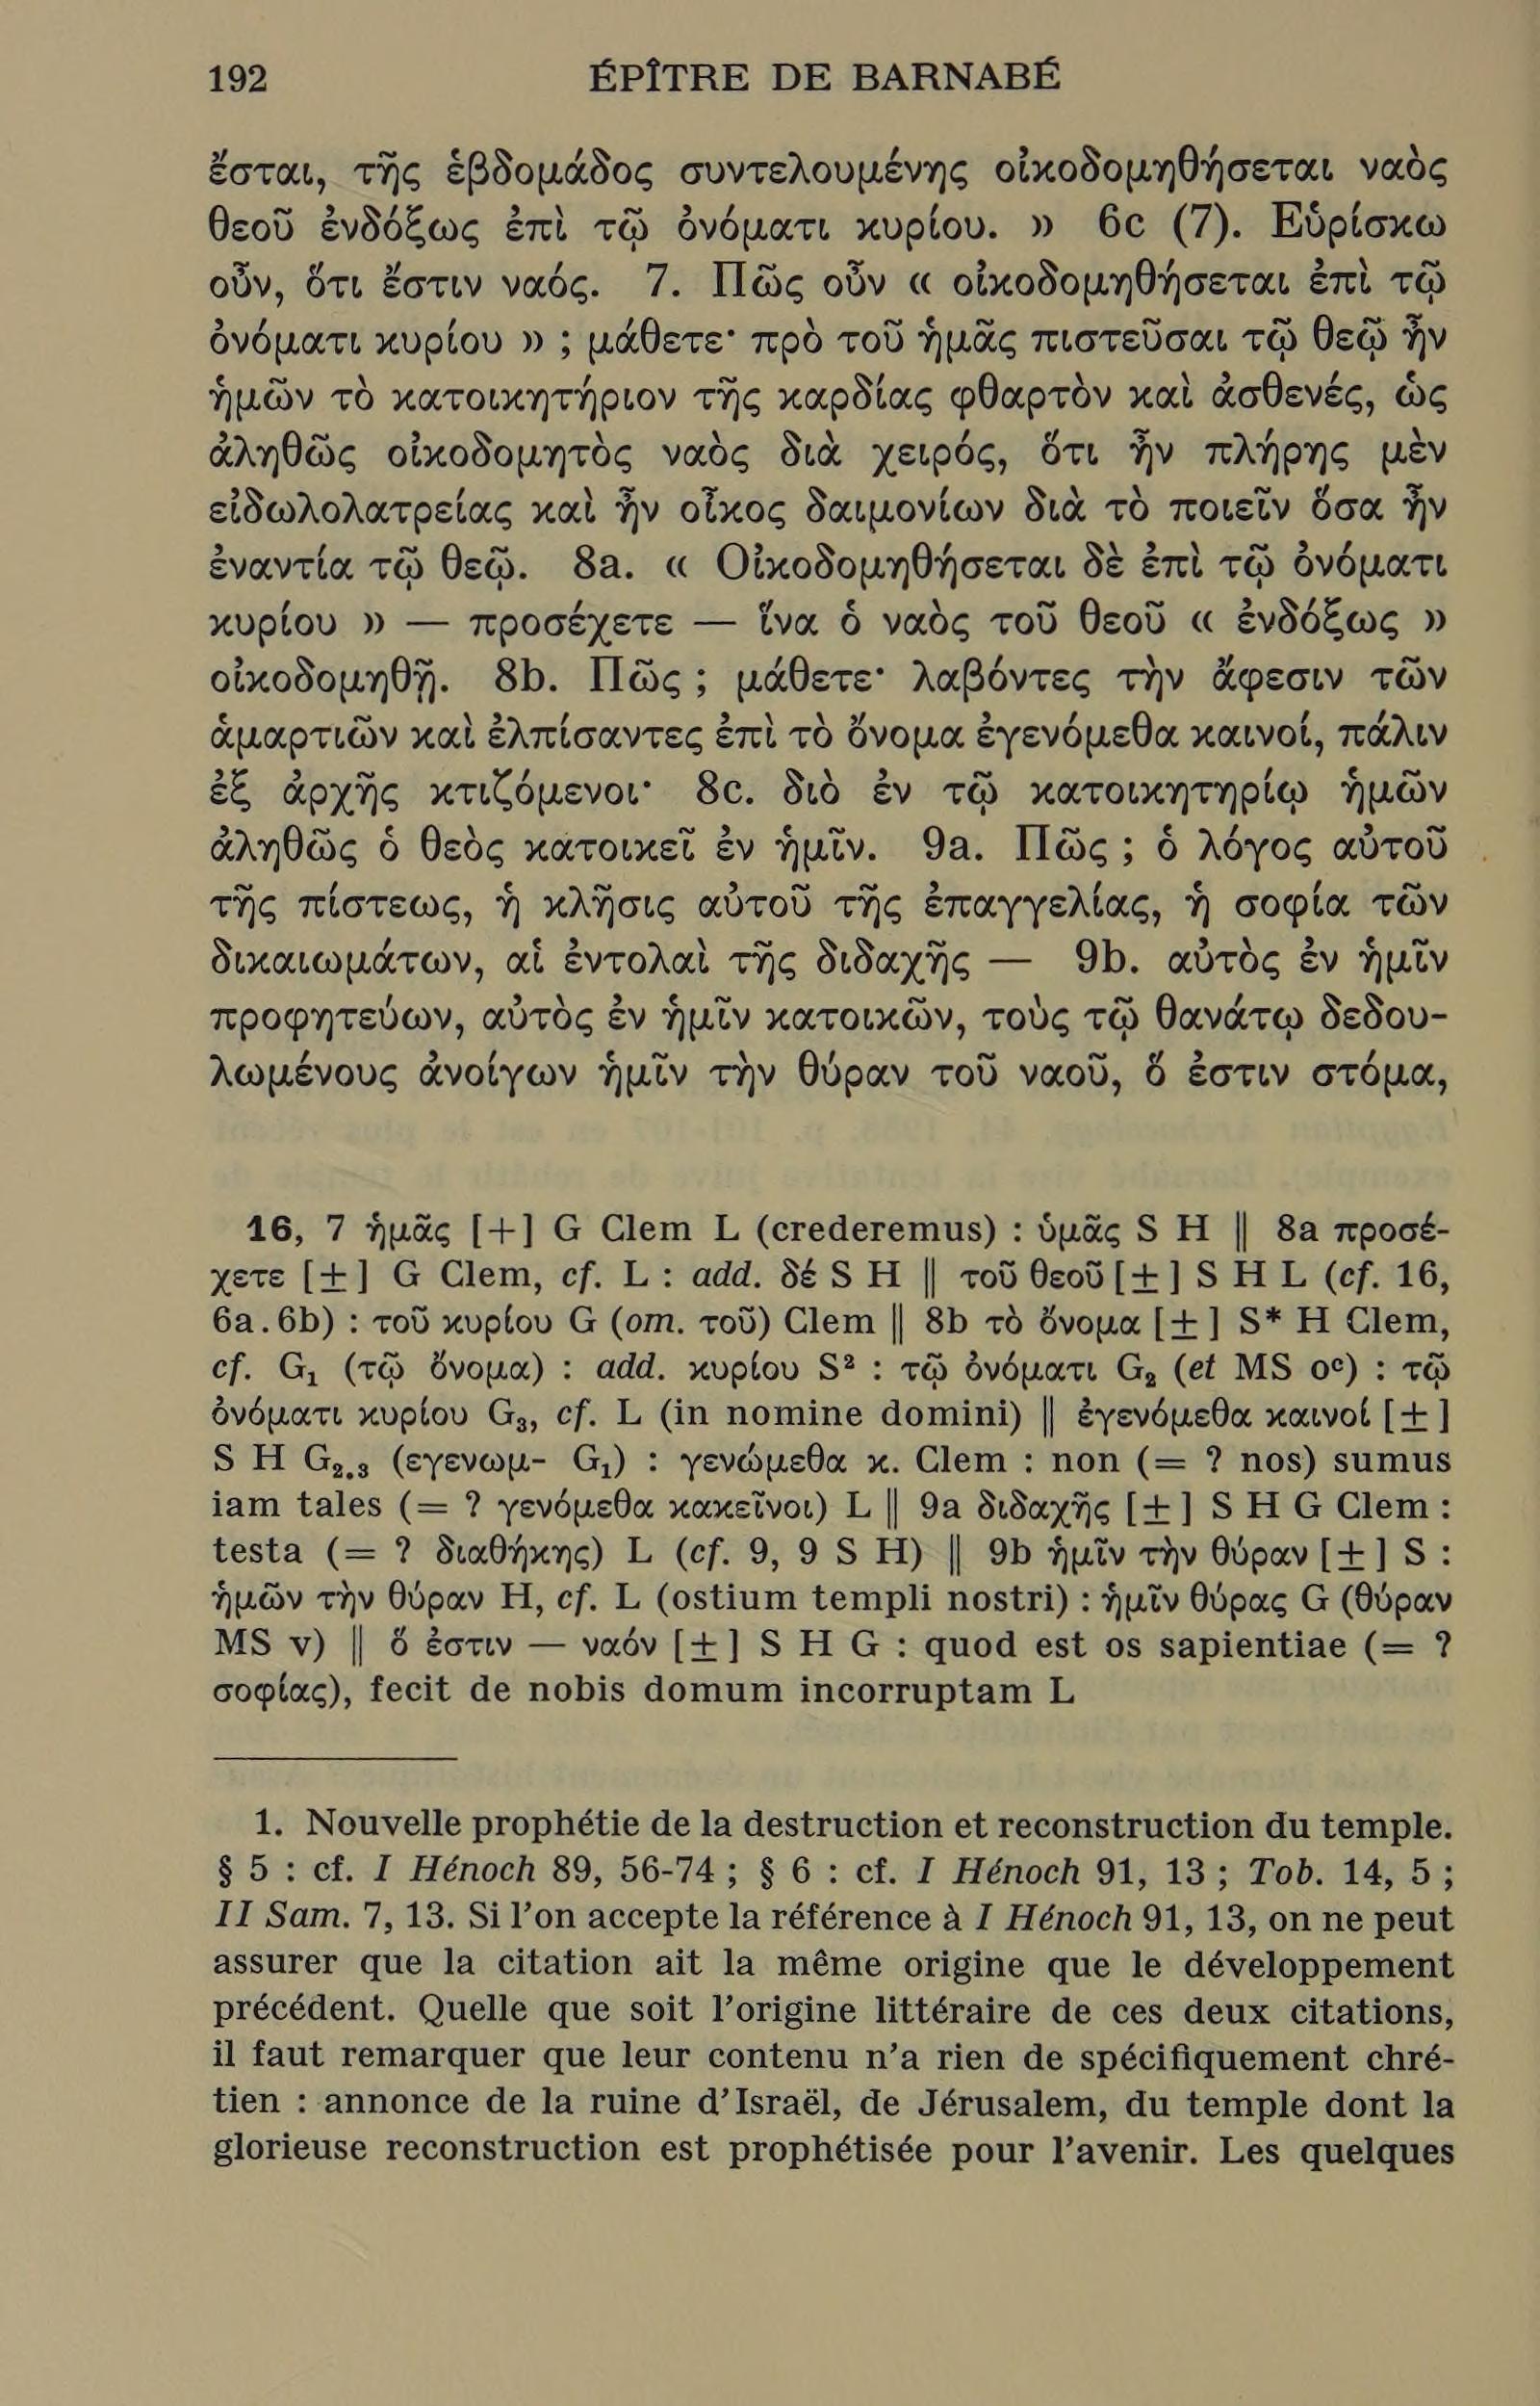 192 ÉPÎTRE DE BARNABÉ
ἔσται, τῆς ἑβδομάδος συντελουμένης οἰκοδομηθήσεται ναὸς
θεοῦ ἐνδόξως ἐπὶ τῷ ὀνόματι κυρίου. » 6c (7). Εὑρίσκω
οὖν, ὅτι ἔστιν ναός. 7. Πῶς οὖν « οἰκοδομηθήσεται ἐπὶ τῷ
ὀνόματι κυρίου » ; μάθετε· πρὸ τοῦ ἡμᾶς πιστεῦσαι τῷ θεῷ ἦν
ἡμῶν τὸ κατοικητήριον τῆς καρδίας φθαρτὸν καὶ ἀσθενές, ὡς
ἀληθῶς οἰκοδομητὸς ναὸς διὰ χειρός, ὅτι ἦν πλήρης μὲν
εἰδωλολατρείας καὶ ἦν οἶκος δαιμονίων διὰ τὸ ποιεῖν ὅσα ἦν
ἐναντία τῷ θεῷ. 8a. « Οἰκοδομηθήσεται δὲ ἐπὶ τῷ ὀνόματι
κυρίου » — προσέχετε — ἵνα ὁ ναὸς τοῦ θεοῦ « ἐνδόξως »
οἰκοδομηθῇ. 8b. Πῶς ; μάθετε· λαβόντες τὴν ἄφεσιν τῶν
ἁμαρτιῶν καὶ ἐλπίσαντες ἐπὶ τὸ ὄνομα ἐγενόμεθα καινοί, πάλιν
ἐξ ἀρχῆς κτιζόμενοι· 8c. διὸ ἐν τῷ κατοικητηρίῳ ἡμῶν
ἀληθῶς ὁ θεὸς κατοικεῖ ἐν ἡμῖν. 9a. Πῶς ; ὁ λόγος αὐτοῦ
τῆς πίστεως, ἡ κλῆσις αὐτοῦ τῆς ἐπαγγελίας, ἡ σοφία τῶν
δικαιωμάτων, αἱ ἐντολαὶ τῆς διδαχῆς — 9b. αὐτὸς ἐν ἡμῖν
προφητεύων, αὐτὸς ἐν ἡμῖν κατοικῶν, τοὺς τῷ θανάτῳ δεδου-
λωμένους ἀνοίγων ἡμῖν τὴν θύραν τοῦ ναοῦ, ὅ ἐστιν στόμα,
16, 7 ἡμᾶς [+] G Clem L (crederemus) : ὑμᾶς S H || 8a προσέ-
χετε [±] G Clem, cf. L : add. δέ S H || τοῦ θεοῦ [±] S H L (cf. 16,
6a.6b) : τοῦ κυρίου G (om. τοῦ) Clem || 8b τὸ ὄνομα [±] S* H Clem,
cf. G₁ (τῷ ὄνομα) : add. κυρίου S² : τῷ ὀνόματι G₂ (et MS oᶜ) : τῷ
ὀνόματι κυρίου G₃, cf. L (in nomine domini) || ἐγενόμεθα καινοί [±]
S H G₂.₃ (εγενωμ- G₁) : γενώμεθα κ. Clem : non (= ? nos) sumus
iam tales (= ? γενόμεθα κακεῖνοι) L || 9a διδαχῆς [±] S H G Clem :
testa (= ? διαθήκης) L (cf. 9, 9 S H) || 9b ἡμῖν τὴν θύραν [±] S :
ἡμῶν τὴν θύραν H, cf. L (ostium templi nostri) : ἡμῖν θύρας G (θύραν
MS v) || ὅ ἐστιν — ναόν [±] S H G : quod est os sapientiae (= ?
σοφίας), fecit de nobis domum incorruptam L
1. Nouvelle prophétie de la destruction et reconstruction du temple.
§ 5 : cf. I Hénoch 89, 56-74 ; § 6 : cf. I Hénoch 91, 13 ; Tob. 14, 5 ;
II Sam. 7, 13. Si l'on accepte la référence à I Hénoch 91, 13, on ne peut
assurer que la citation ait la même origine que le développement
précédent. Quelle que soit l'origine littéraire de ces deux citations,
il faut remarquer que leur contenu n'a rien de spécifiquement chré-
tien : annonce de la ruine d'Israël, de Jérusalem, du temple dont la
glorieuse reconstruction est prophétisée pour l'avenir. Les quelques